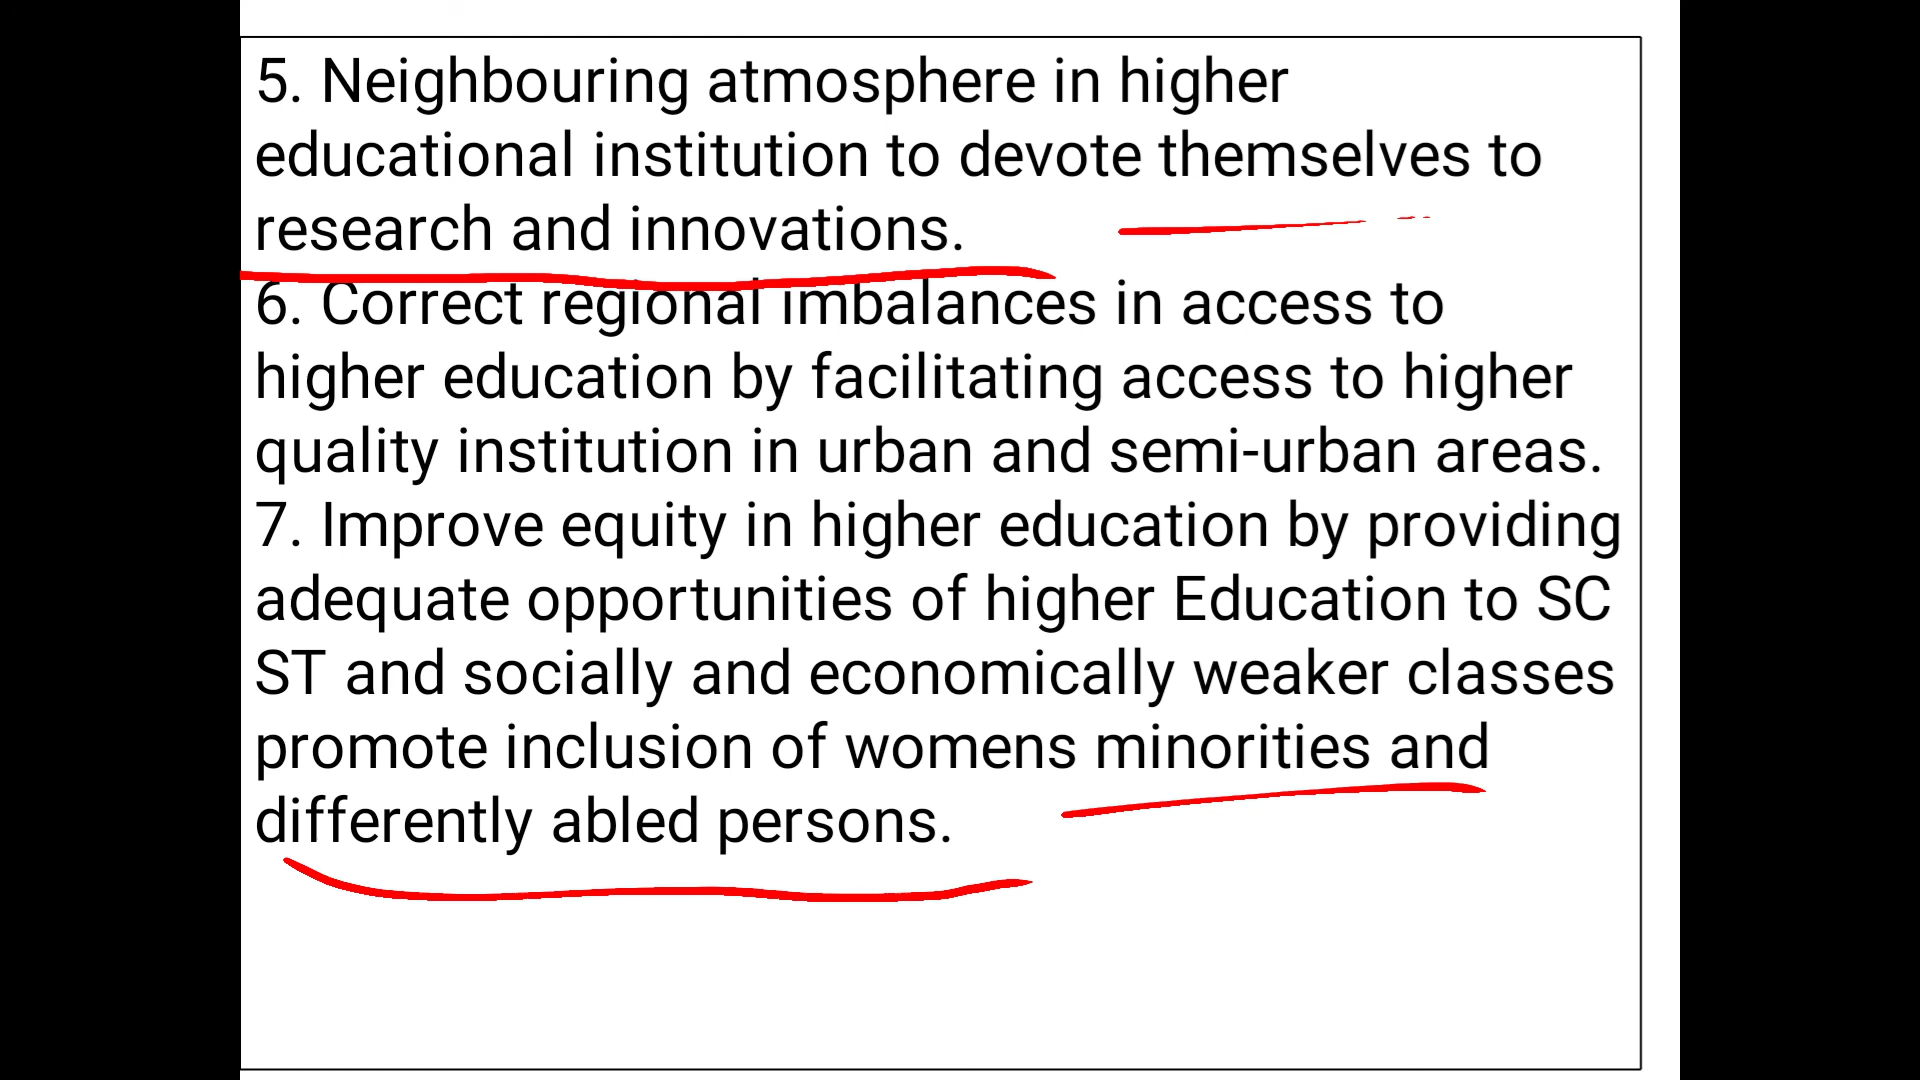 5. Neighbouring atmosphere in higher
educational institution to devote themselves to
research and innovations.
6. Correct regional imbalances in access to
higher education by facilitating access to higher
quality institution in urban and semi-urban areas.
7. Improve equity in higher education by providing
adequate opportunities of higher Education to SC
ST and socially and economically weaker classes
promote inclusion of womens minorities and
differently abled persons.